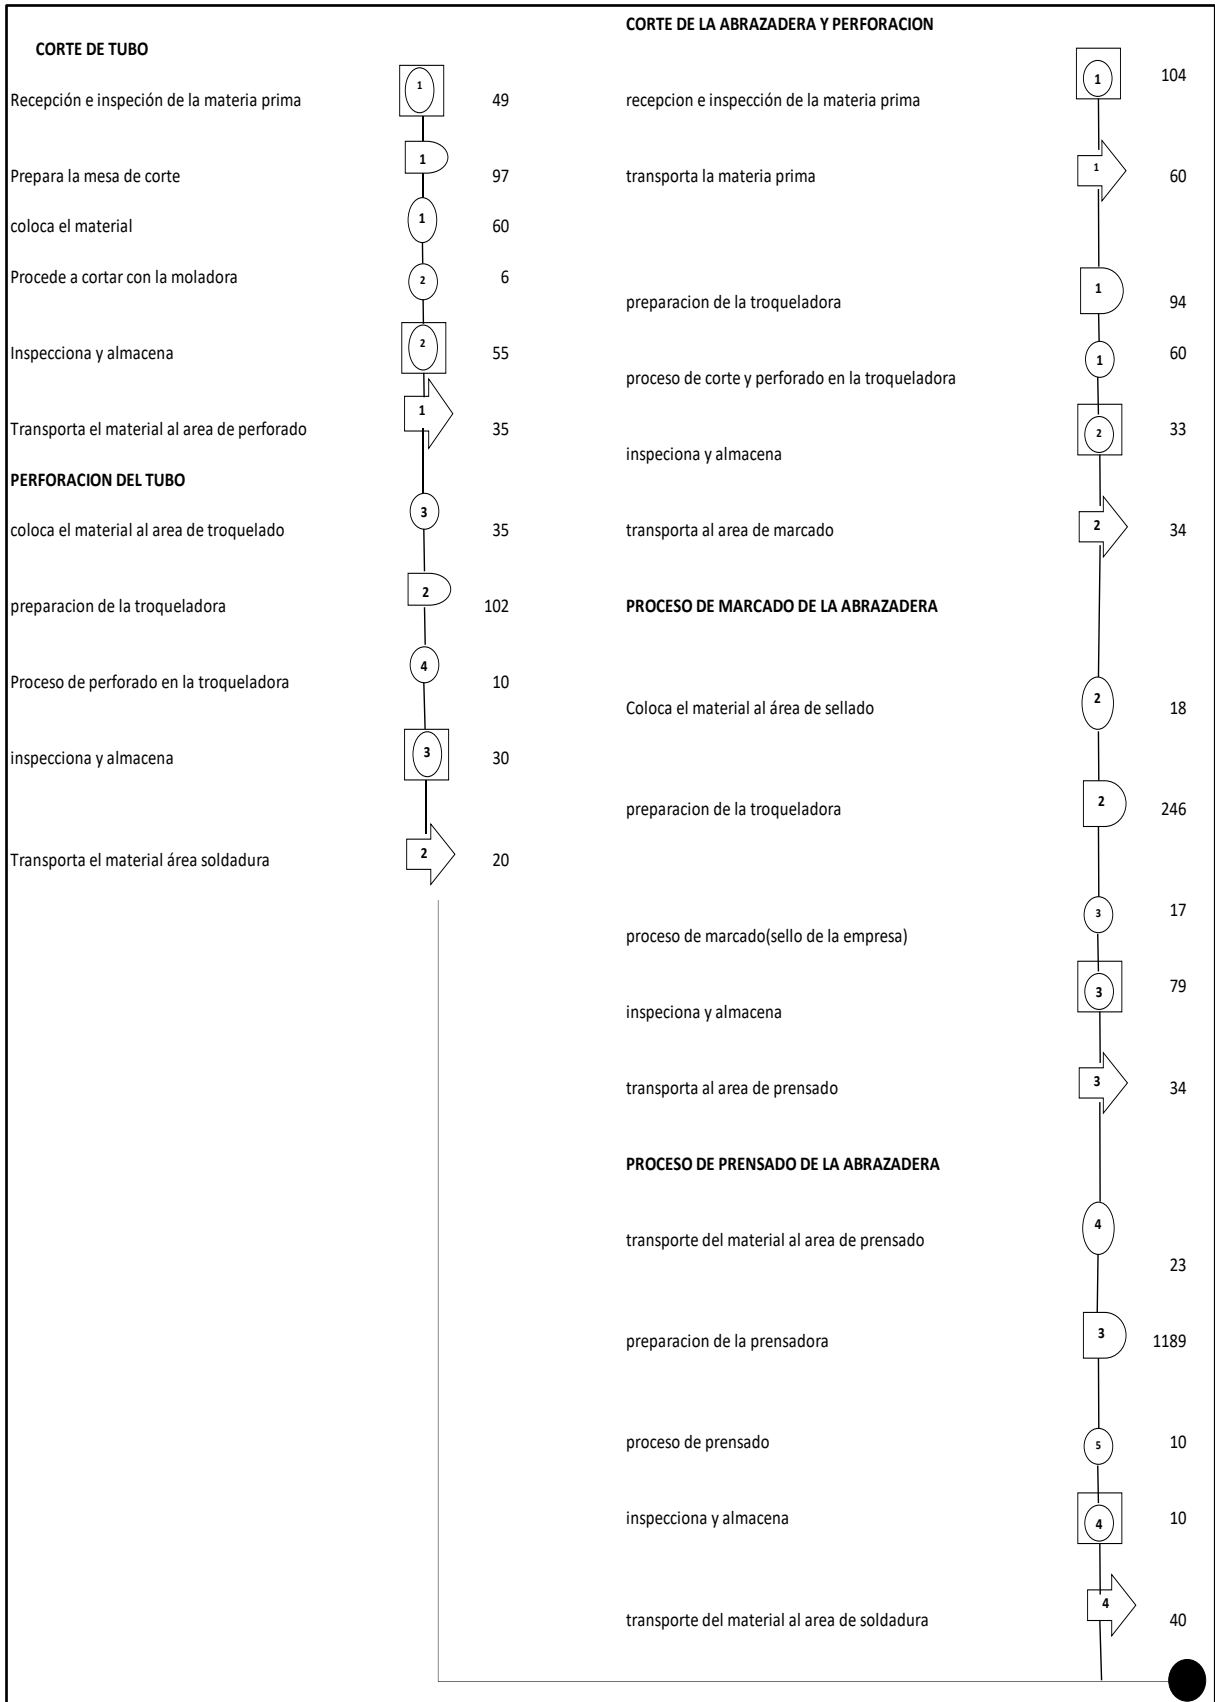 CORTE DE TUBO
Recepción e inspeción de la materia prima 1 49
Prepara la mesa de corte 1 97
coloca el material 1 60
Procede a cortar con la moladora 2 6
Inspecciona y almacena 2 55
Transporta el material al area de perforado 1 35
PERFORACION DEL TUBO
coloca el material al area de troquelado 3 35
preparacion de la troqueladora 2 102
Proceso de perforado en la troqueladora 4 10
inspecciona y almacena 3 30
Transporta el material área soldadura 2 20
CORTE DE LA ABRAZADERA Y PERFORACION
recepcion e inspección de la materia prima 1 104
transporta la materia prima 1 60
preparacion de la troqueladora 1 94
proceso de corte y perforado en la troqueladora 1 60
inspeciona y almacena 2 33
transporta al area de marcado 2 34
PROCESO DE MARCADO DE LA ABRAZADERA
Coloca el material al área de sellado 2 18
preparacion de la troqueladora 2 246
proceso de marcado(sello de la empresa) 3 17
inspeciona y almacena 3 79
transporta al area de prensado 3 34
PROCESO DE PRENSADO DE LA ABRAZADERA
transporte del material al area de prensado 4 23
preparacion de la prensadora 3 1189
proceso de prensado 5 10
inspecciona y almacena 4 10
transporte del material al area de soldadura 4 40